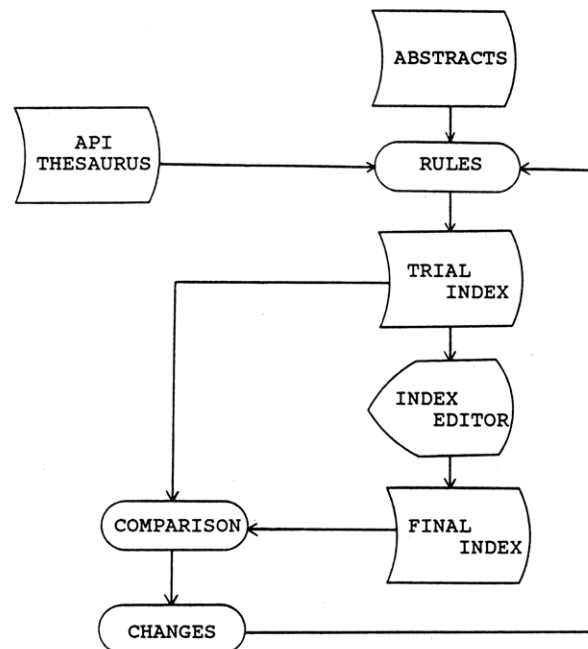 ABSTRACTS
API
THESAURUS
RULES
TRIAL
INDEX
INDEX
EDITOR
COMPARISON
FINAL
INDEX
CHANGES